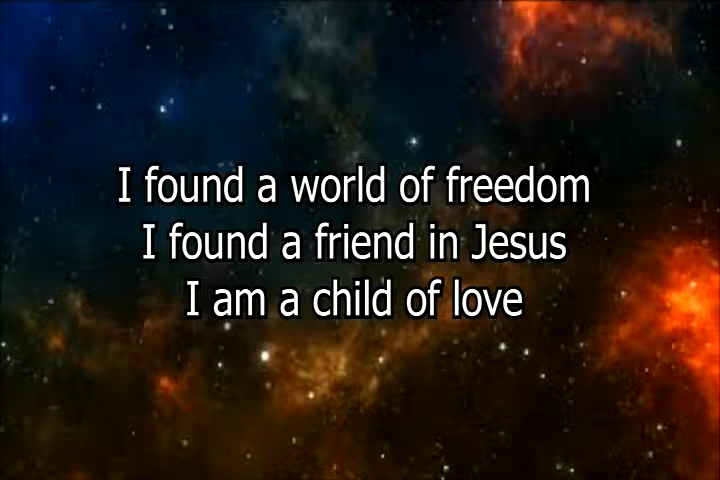 I found a world of freedom
I found a friend in Jesus
I am a child of love